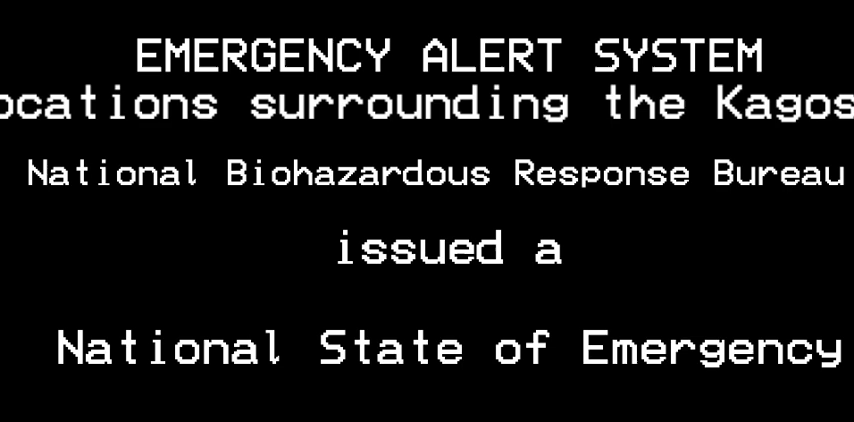 EMERGENCY ALERT SYSTEM
ocations surrounding the Kagos
National Biohazardous Response Bureau
issued a
National State of Emergency